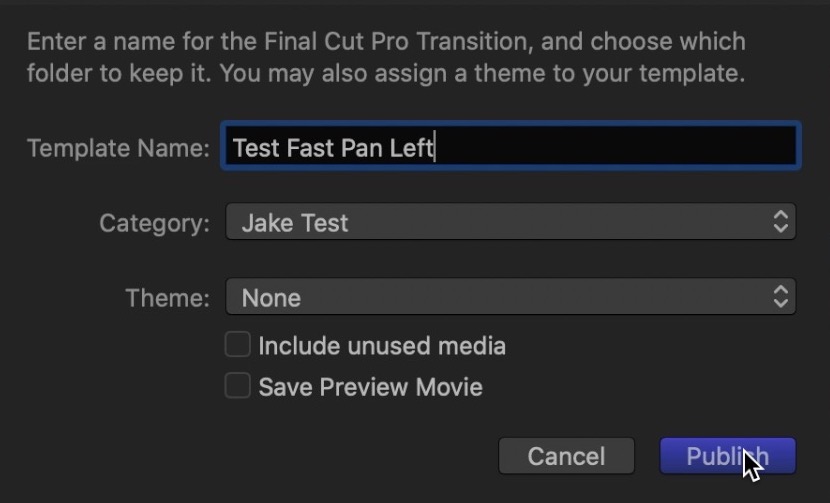 Enter a name for the Final Cut Pro Transition, and choose which
folder to keep it. You may also assign a theme to your template.
Template Name: Test Fast Pan Left
Category: Jake Test
Theme: None
Include unused media
Save Preview Movie
Cancel Publish